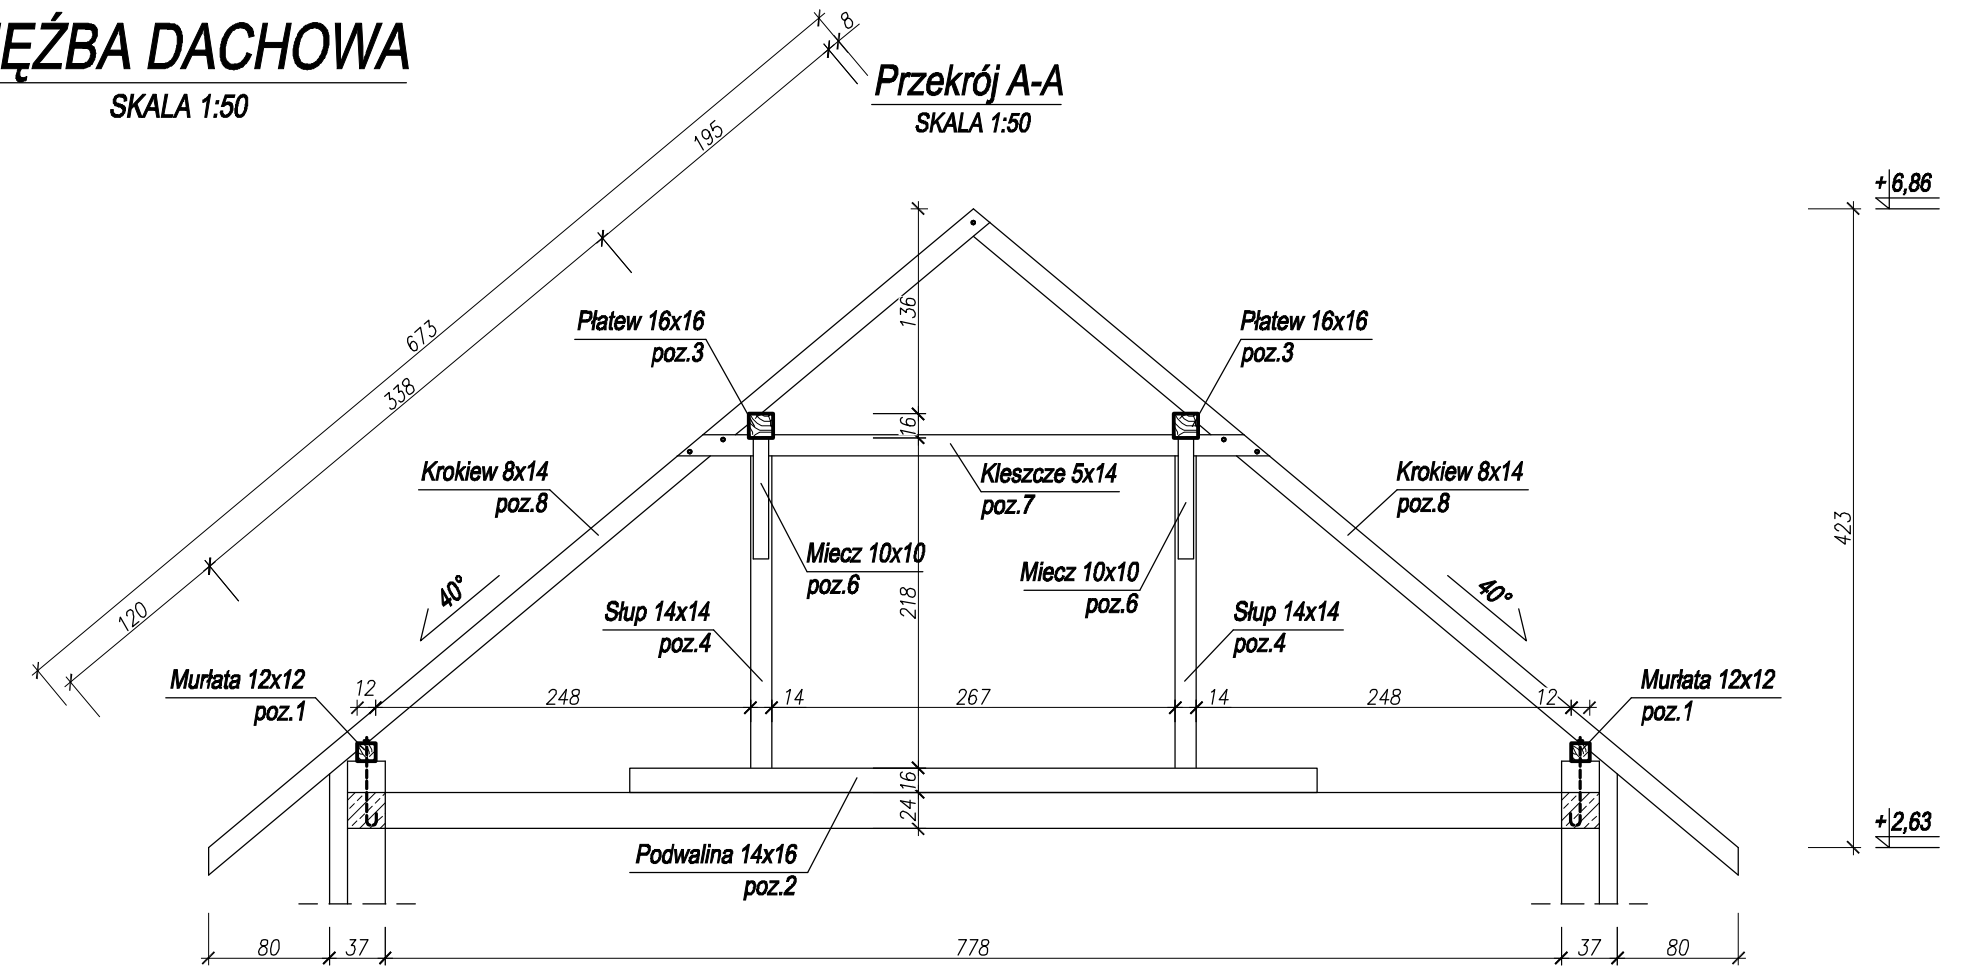 ĘŹBA DACHOWA
SKALA 1:50
Przekrój A-A
SKALA 1:50
8
195
673
338
120
+6,86
423
+2,63
136
16
218
16
24
Płatew 16x16
poz.3
Płatew 16x16
poz.3
Krokiew 8x14
poz.8
Kleszcze 5x14
poz.7
Krokiew 8x14
poz.8
Miecz 10x10
poz.6
Miecz 10x10
poz.6
40°
40°
Słup 14x14
poz.4
Słup 14x14
poz.4
Murłata 12x12
poz.1
Murłata 12x12
poz.1
12
248
14
267
14
248
12
Podwalina 14x16
poz.2
80
37
778
37
80